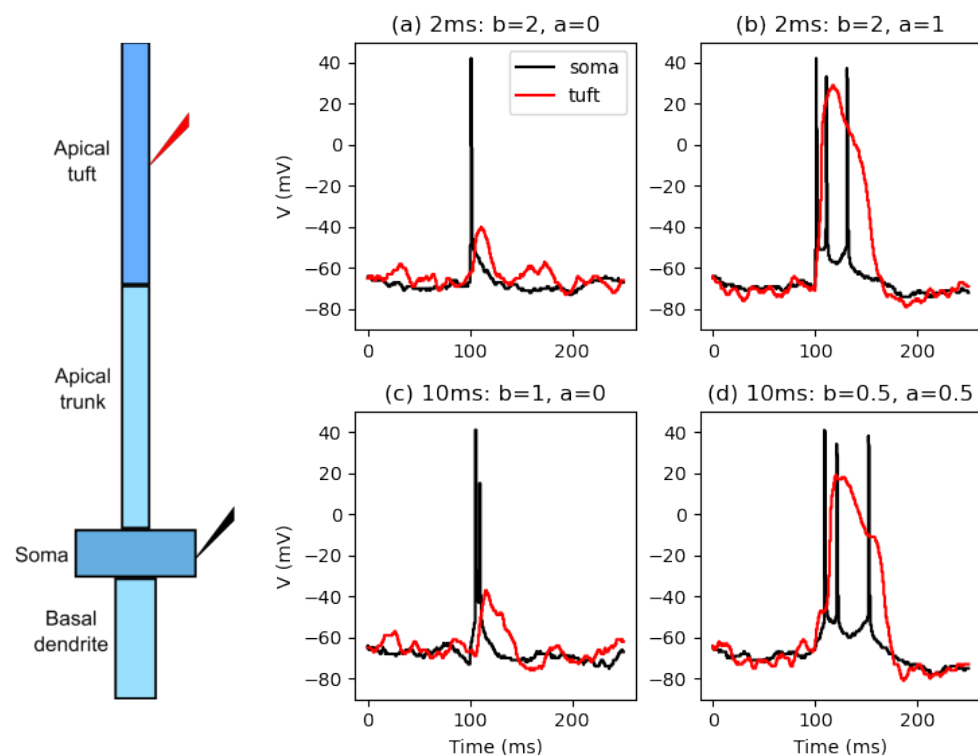 Apical
tuft
Apical
trunk
Soma
Basal
dendrite
(a) 2ms: b=2, a=0
V (mV)
40
20
0
−20
−40
−60
−80
soma
tuft
0
100
200
(b) 2ms: b=2, a=1
40
20
0
−20
−40
−60
−80
0
100
200
(c) 10ms: b=1, a=0
V (mV)
40
20
0
−20
−40
−60
−80
0
100
200
Time (ms)
(d) 10ms: b=0.5, a=0.5
40
20
0
−20
−40
−60
−80
0
100
200
Time (ms)